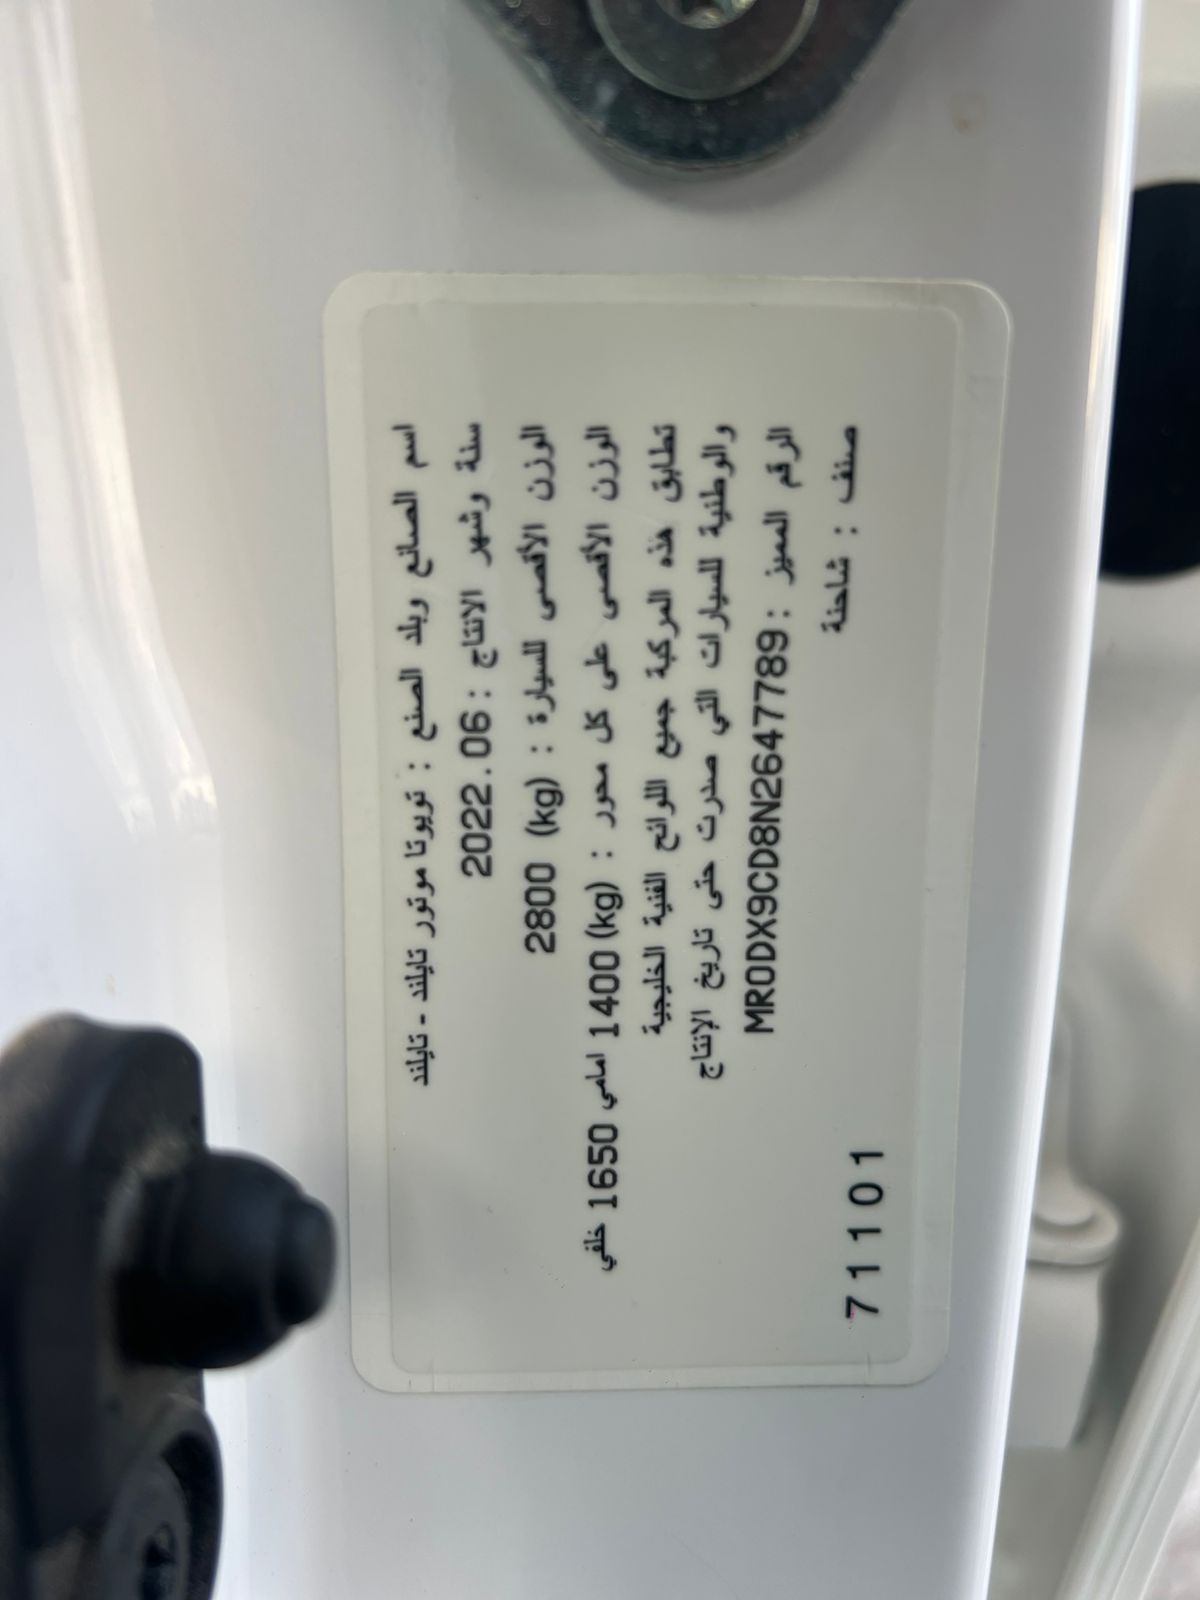 اسم الصانع وبلد الصنع : تويوتا موتور تايلند - تايلند
سنة وشهر الانتاج : 2022.06
الوزن الأقصى للسيارة : (kg) 2800
الوزن الأقصى على كل محور : (kg) 1400 امامي 1650 خلفي
تطابق هذه المركبة جميع اللوائح الفنية الخليجية
والوطنية للسيارات التي صدرت حتى تاريخ الإنتاج
الرقم المميز : MR0DX9CD8N2647789
صنف : شاحنة
71101